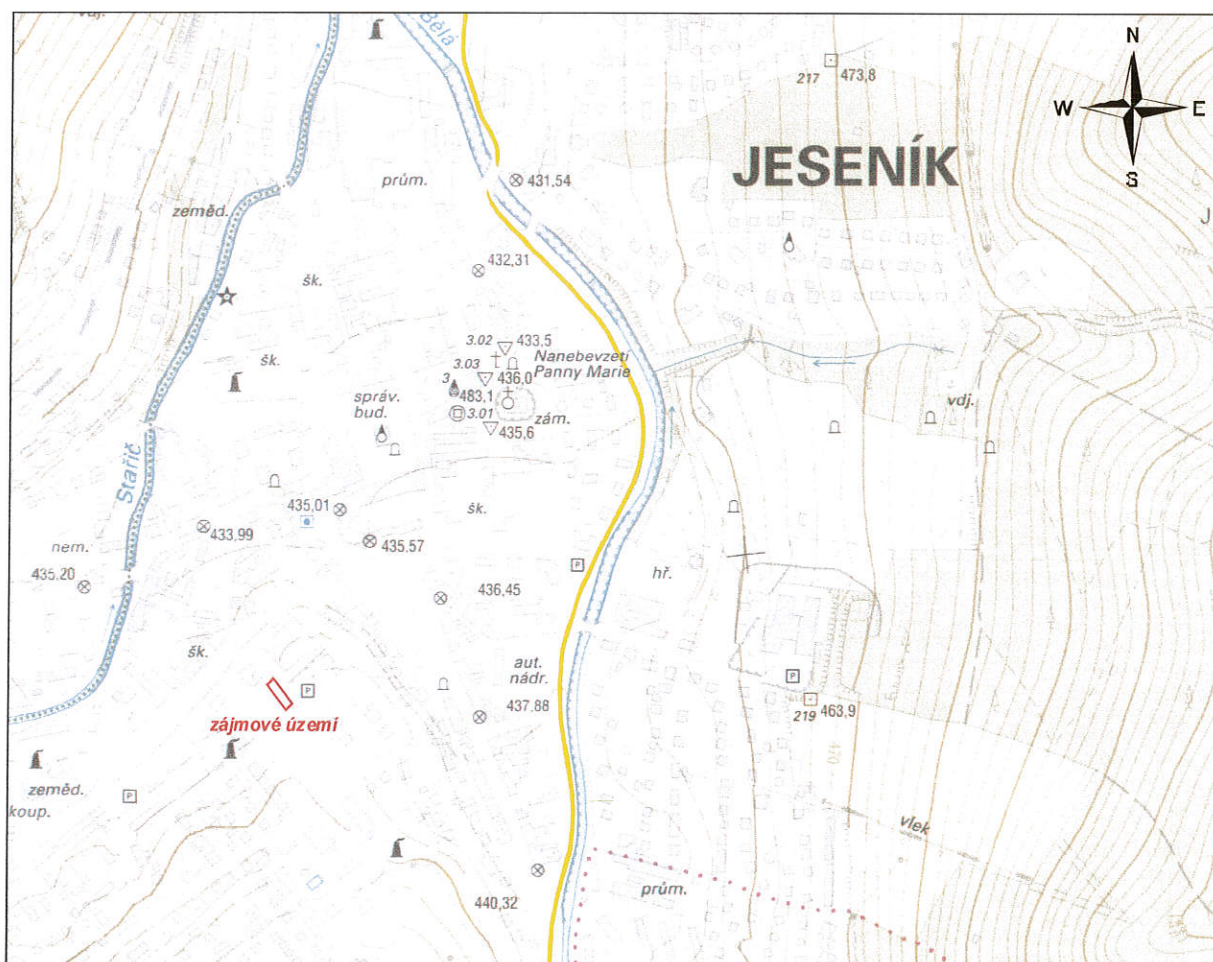 vdj.
Bělá
N
W
E
S
217
473,8
JESENÍK
J
prům.
431,54
zeměd.
432,31
šk.
3.02
433,5
Nanebevzetí
Panny Marie
šk.
3.03
436,0
3
483,1
správ.
bud.
3.01
435,6
zám.
vdj.
Stařič
435,01
šk.
433,99
435,57
nem.
435,20
P
436,45
hř.
šk.
aut.
nádr.
P
P
437,88
219
463,9
zájmové území
420
zeměd.
koup.
P
vlek
440,32
prům.